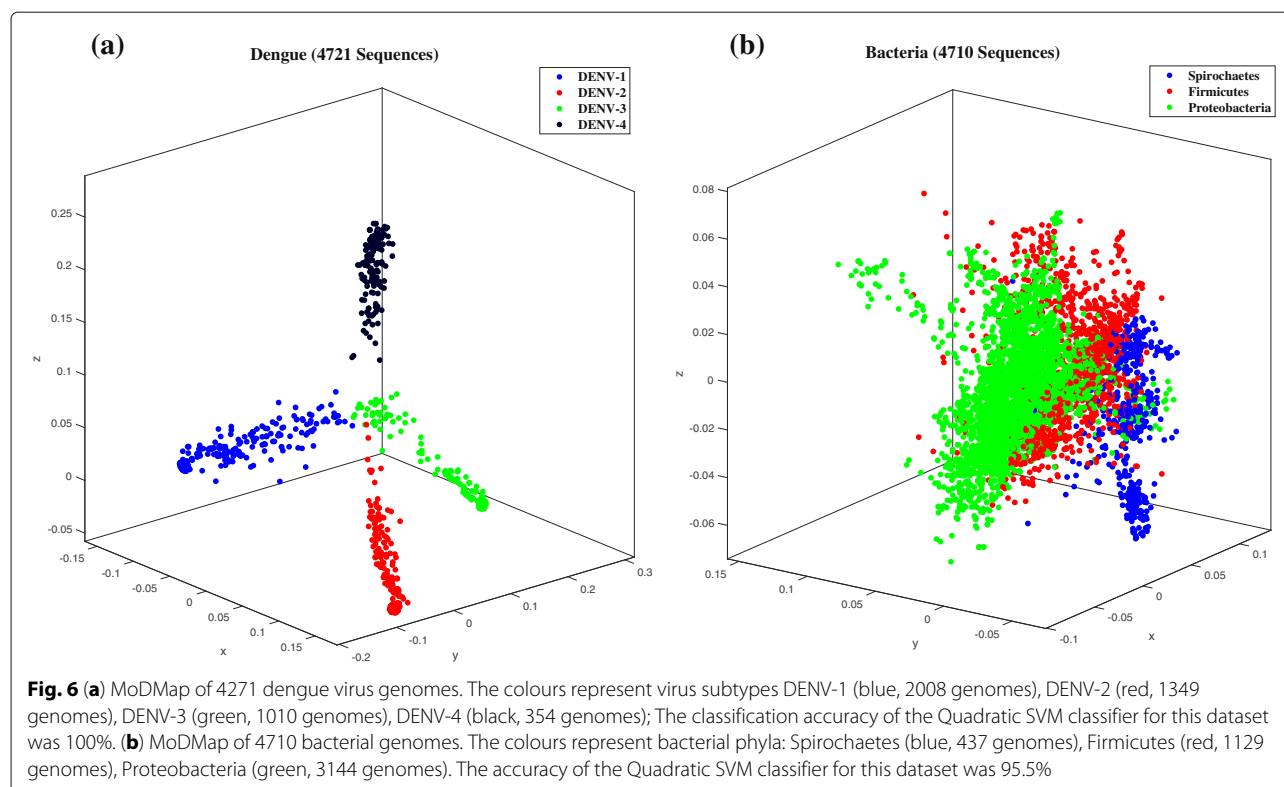 (a)
Dengue (4721 Sequences)
DENV-1
DENV-2
DENV-3
DENV-4
0.25
0.2
0.15
z
0.1
0.05
0
-0.05
-0.15
-0.1
-0.05
0
0.05
0.1
0.15
x
-0.2
-0.1
0
0.1
0.2
0.3
y
(b)
Bacteria (4710 Sequences)
Spirochaetes
Firmicutes
Proteobacteria
0.08
0.06
0.04
0.02
z
0
-0.02
-0.04
-0.06
0.15
0.1
0.05
0
-0.05
y
-0.1
-0.05
0
0.05
0.1
x
Fig. 6 (a) MoDMap of 4271 dengue virus genomes. The colours represent virus subtypes DENV-1 (blue, 2008 genomes), DENV-2 (red, 1349
genomes), DENV-3 (green, 1010 genomes), DENV-4 (black, 354 genomes); The classification accuracy of the Quadratic SVM classifier for this dataset
was 100%. (b) MoDMap of 4710 bacterial genomes. The colours represent bacterial phyla: Spirochaetes (blue, 437 genomes), Firmicutes (red, 1129
genomes), Proteobacteria (green, 3144 genomes). The accuracy of the Quadratic SVM classifier for this dataset was 95.5%